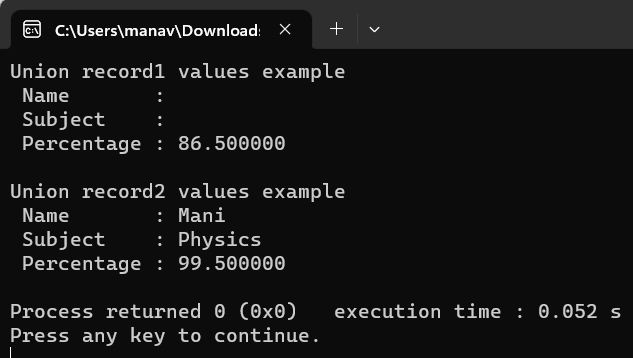 C:\Users\manav\Download:
Union record1 values example
Name       :
Subject    :
Percentage : 86.500000
Union record2 values example
Name       : Mani
Subject    : Physics
Percentage : 99.500000
Process returned 0 (0x0)   execution time : 0.052 s
Press any key to continue.